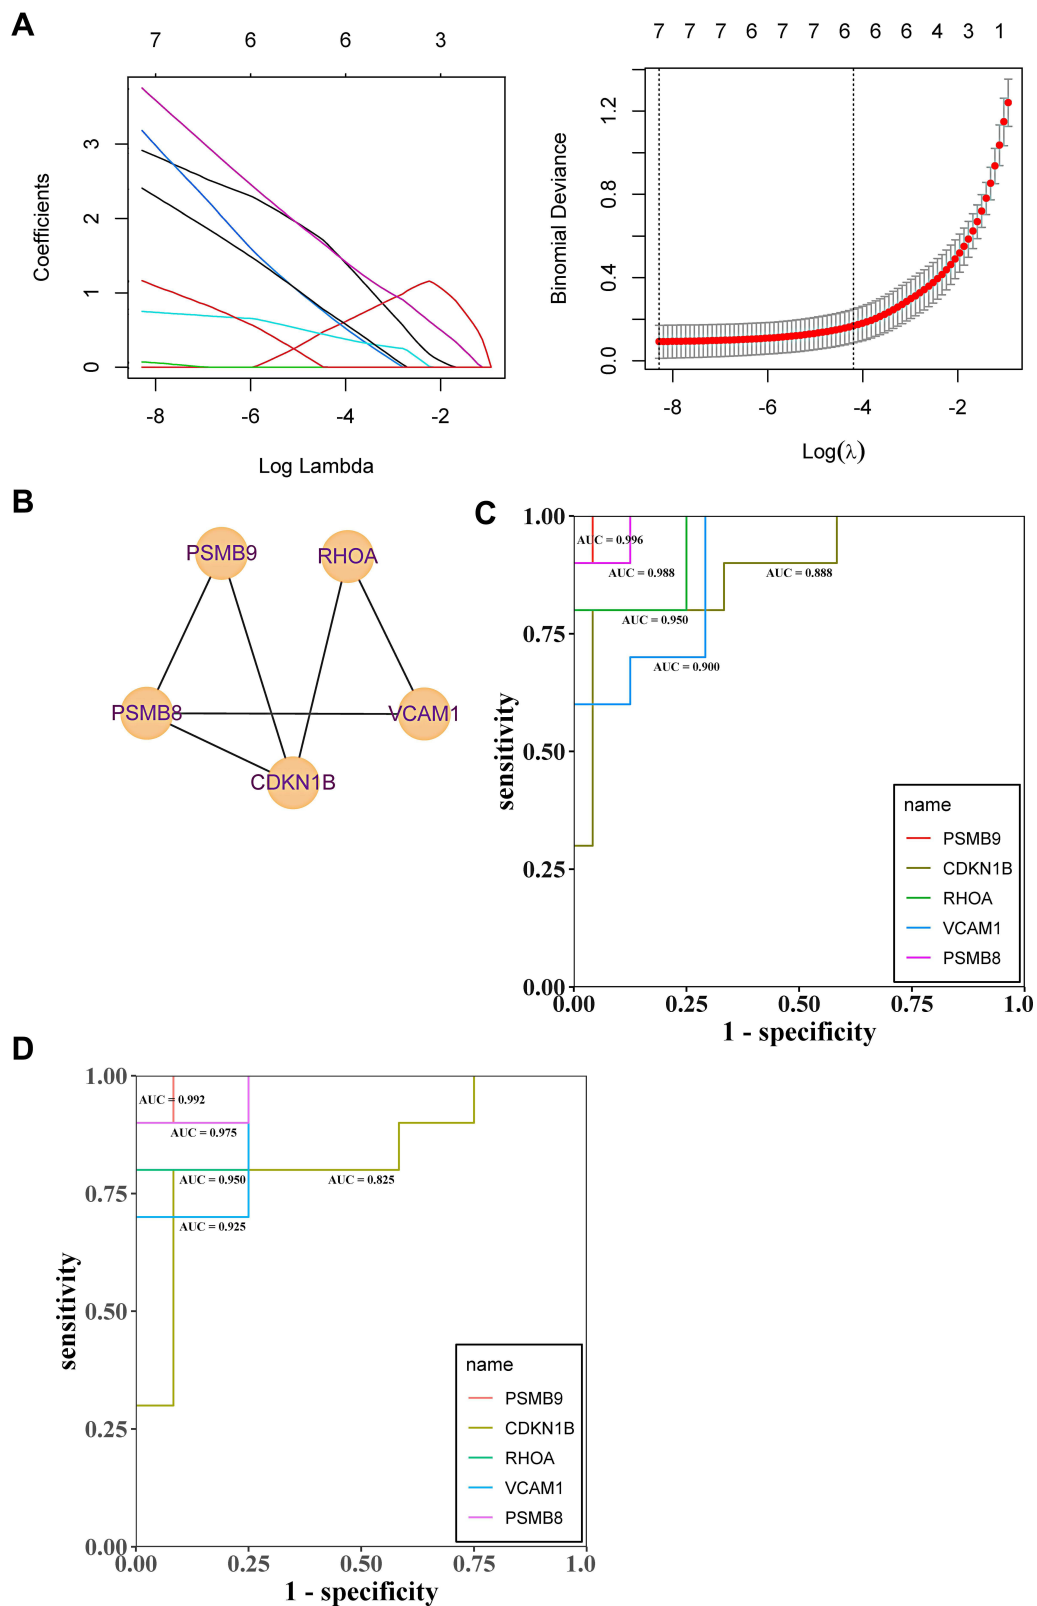 A
7 6 6 3
3
2
1
0
Coefficients
-8 -6 -4 -2
Log Lambda
7 7 7 6 7 7 6 6 6 4 3 1
1.2
0.8
0.4
0.0
Binomial Deviance
-8 -6 -4 -2
Log(λ)
B
PSMB9
RHOA
PSMB8
VCAM1
CDKN1B
C
1.00
0.75
0.50
0.25
0.00
sensitivity
AUC = 0.996
AUC = 0.988
AUC = 0.888
AUC = 0.950
AUC = 0.900
name
PSMB9
CDKN1B
RHOA
VCAM1
PSMB8
0.00 0.25 0.50 0.75 1.0
1 - specificity
D
1.00
0.75
0.50
0.25
0.00
sensitivity
AUC = 0.992
AUC = 0.975
AUC = 0.950
AUC = 0.825
AUC = 0.925
name
PSMB9
CDKN1B
RHOA
VCAM1
PSMB8
0.00 0.25 0.50 0.75 1.0
1 - specificity